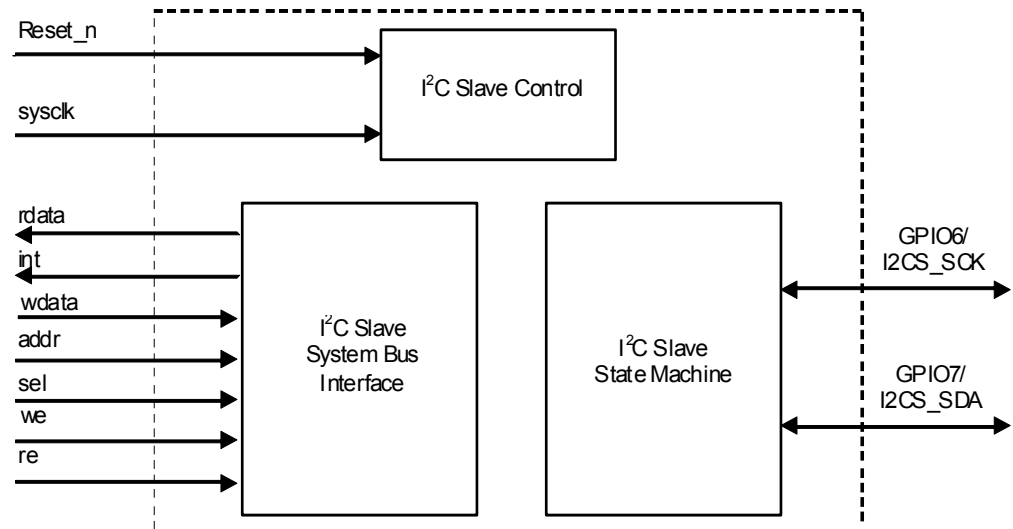 Reset_n
sysclk
I²C Slave Control
rdata
int
wdata
addr
sel
we
re
I²C Slave
System Bus
Interface
I²C Slave
State Machine
GPIO6/
I2CS_SCK
GPIO7/
I2CS_SDA